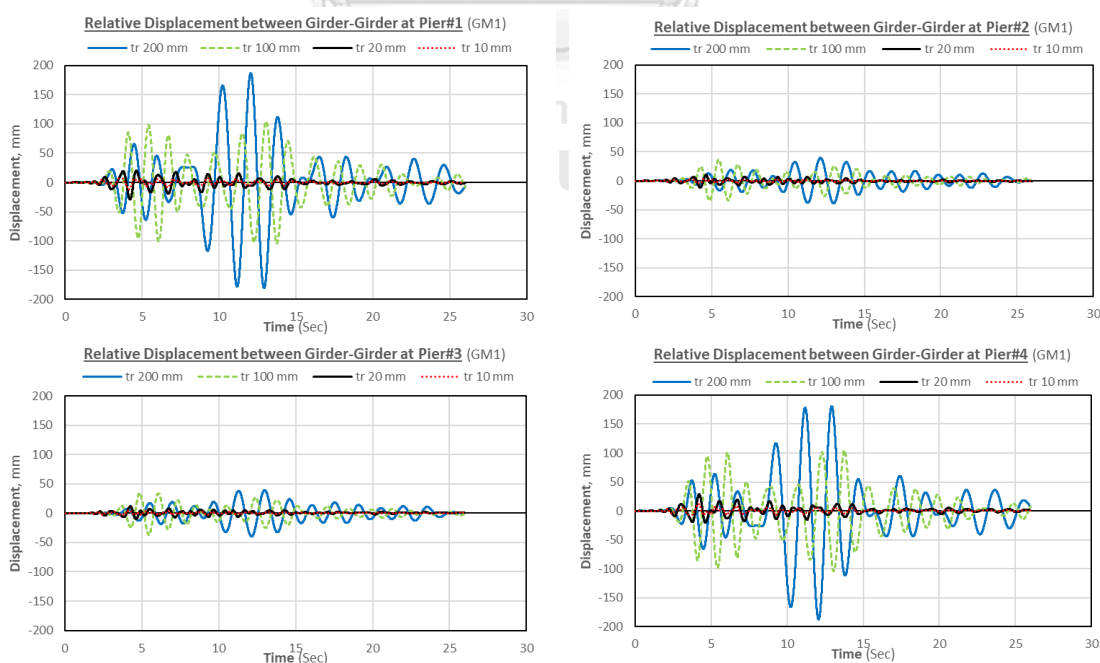 Relative Displacement between Girder-Girder at Pier#1 (GM1)
tr 200 mm tr 100 mm tr 20 mm tr 10 mm
200
150
100
50
0
-50
-100
-150
-200
Displacement, mm
0 5 10 15 20 25 30
Time (Sec)
Relative Displacement between Girder-Girder at Pier#2 (GM1)
tr 200 mm tr 100 mm tr 20 mm tr 10 mm
200
150
100
50
0
-50
-100
-150
-200
Displacement, mm
0 5 10 15 20 25 30
Time (Sec)
Relative Displacement between Girder-Girder at Pier#3 (GM1)
tr 200 mm tr 100 mm tr 20 mm tr 10 mm
200
150
100
50
0
-50
-100
-150
-200
Displacement, mm
0 5 10 15 20 25 30
Time (Sec)
Relative Displacement between Girder-Girder at Pier#4 (GM1)
tr 200 mm tr 100 mm tr 20 mm tr 10 mm
200
150
100
50
0
-50
-100
-150
-200
Displacement, mm
0 5 10 15 20 25 30
Time (Sec)